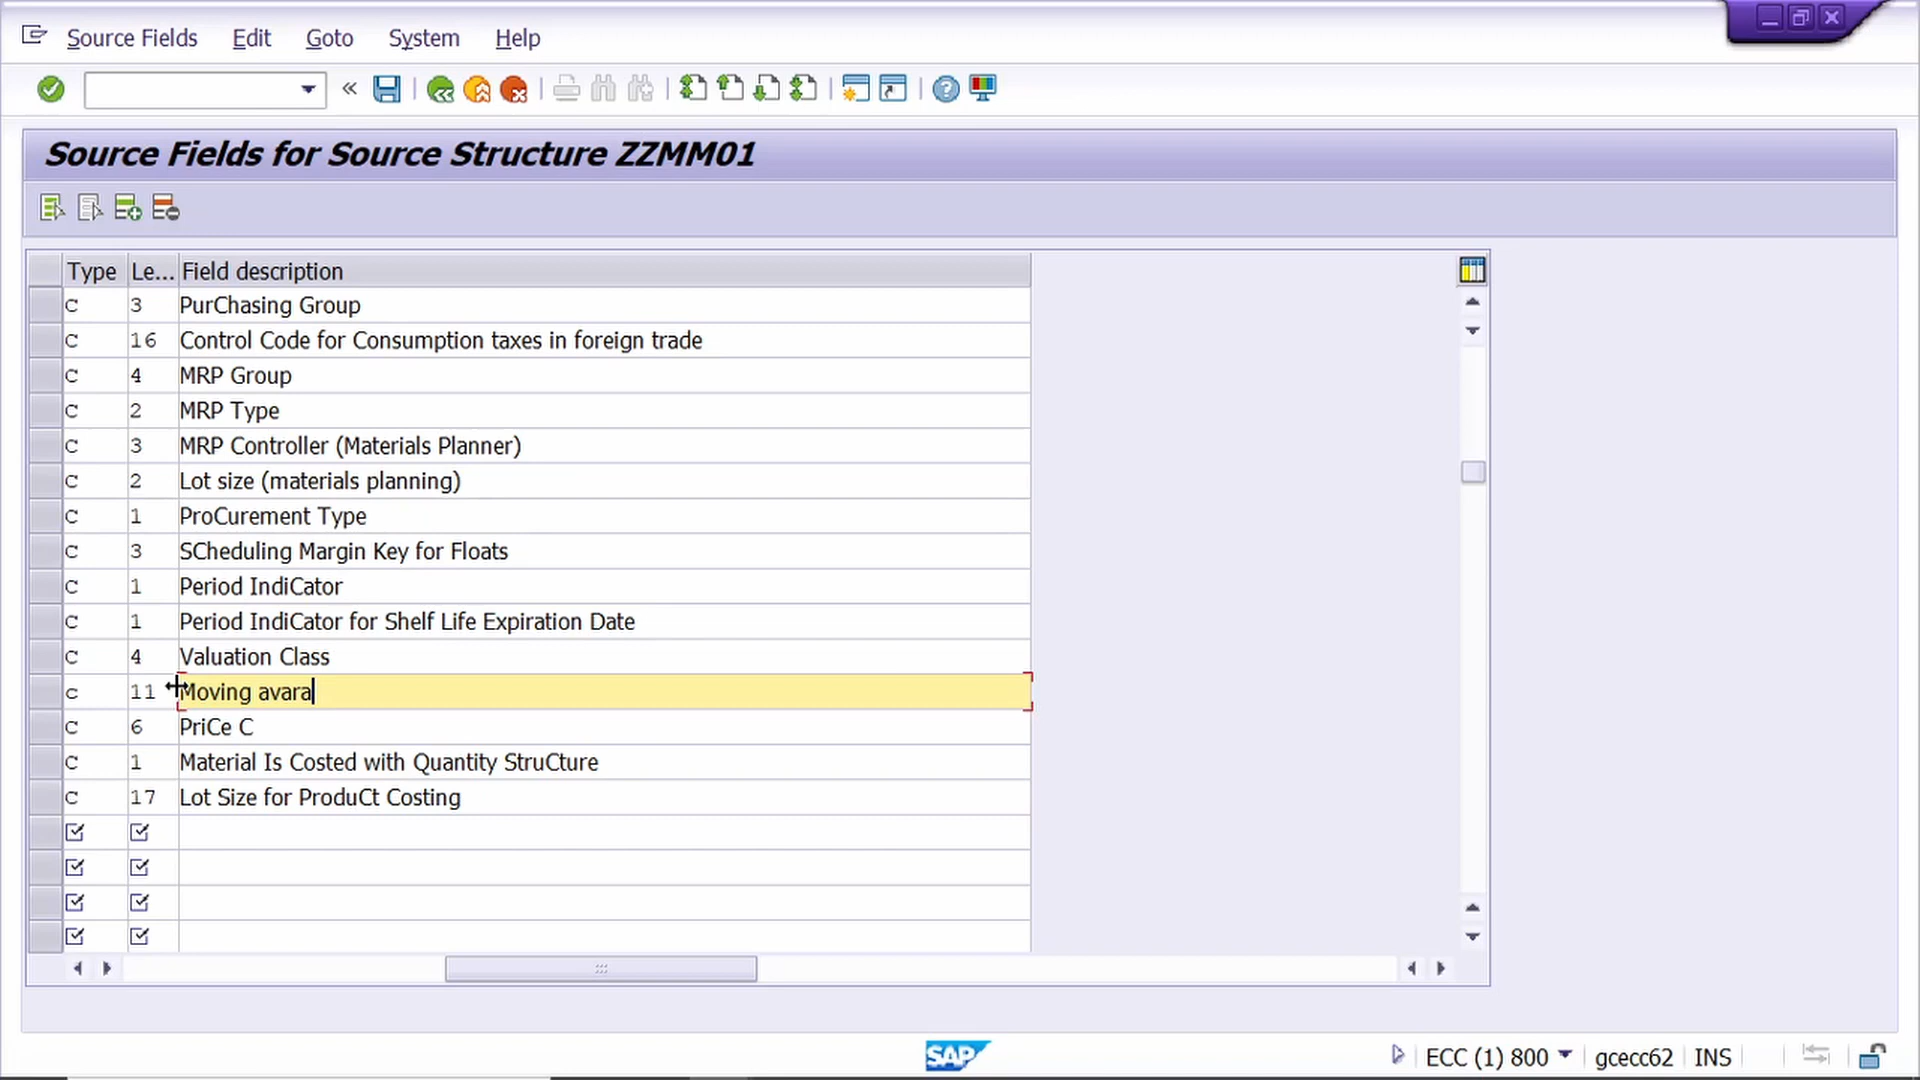 Source Fields Edit Goto System Help
Source Fields for Source Structure ZZMM01
Type Le... Field description
C 3 PurChasing Group
C 16 Control Code for Consumption taxes in foreign trade
C 4 MRP Group
C 2 MRP Type
C 3 MRP Controller (Materials Planner)
C 2 Lot size (materials planning)
C 1 ProCurement Type
C 3 SCheduling Margin Key for Floats
C 1 Period IndiCator
C 1 Period IndiCator for Shelf Life Expiration Date
C 4 Valuation Class
c 11 Moving avara
C 6 PriCe C
C 1 Material Is Costed with Quantity StruCture
C 17 Lot Size for ProduCt Costing
SAP ECC (1) 800 gcecc62 INS